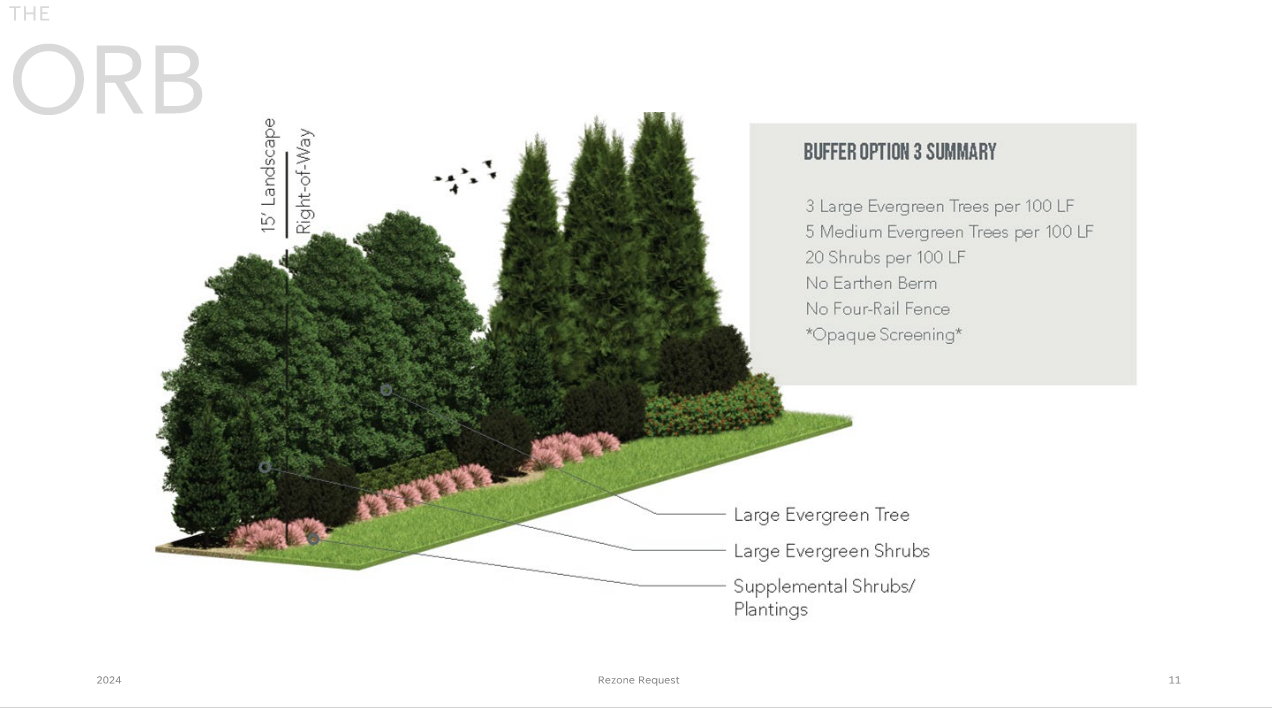 THE
ORB
15' Landscape
Right-of-Way
BUFFER OPTION 3 SUMMARY
3 Large Evergreen Trees per 100 LF
5 Medium Evergreen Trees per 100 LF
20 Shrubs per 100 LF
No Earthen Berm
No Four-Rail Fence
*Opaque Screening*
Large Evergreen Tree
Large Evergreen Shrubs
Supplemental Shrubs/
Plantings
2024
Rezone Request
11